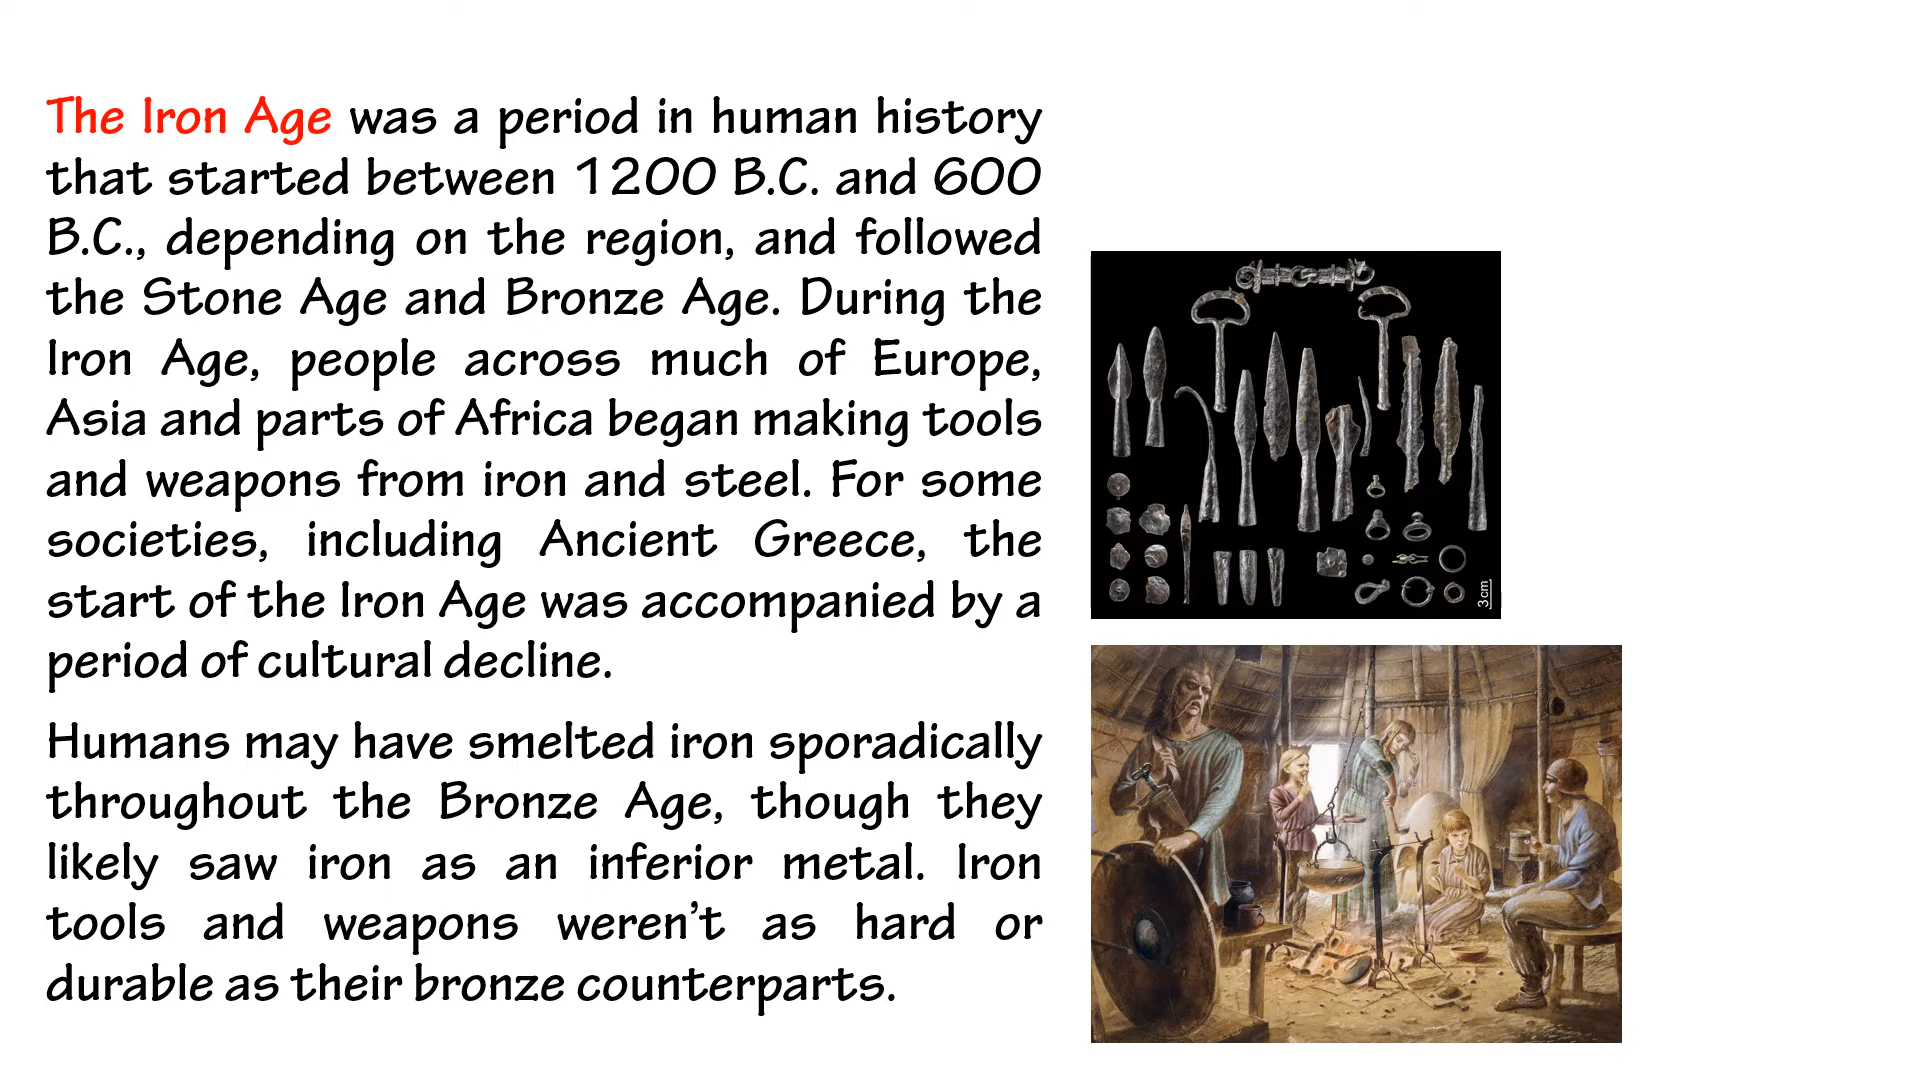 The Iron Age was a period in human history
that started between 1200 B.C. and 600
B.C., depending on the region, and followed
the Stone Age and Bronze Age. During the
Iron Age, people across much of Europe,
Asia and parts of Africa began making tools
and weapons from iron and steel. For some
societies, including Ancient Greece, the
start of the Iron Age was accompanied by a
period of cultural decline.
Humans may have smelted iron sporadically
throughout the Bronze Age, though they
likely saw iron as an inferior metal. Iron
tools and weapons weren’t as hard or
durable as their bronze counterparts.
3 cm